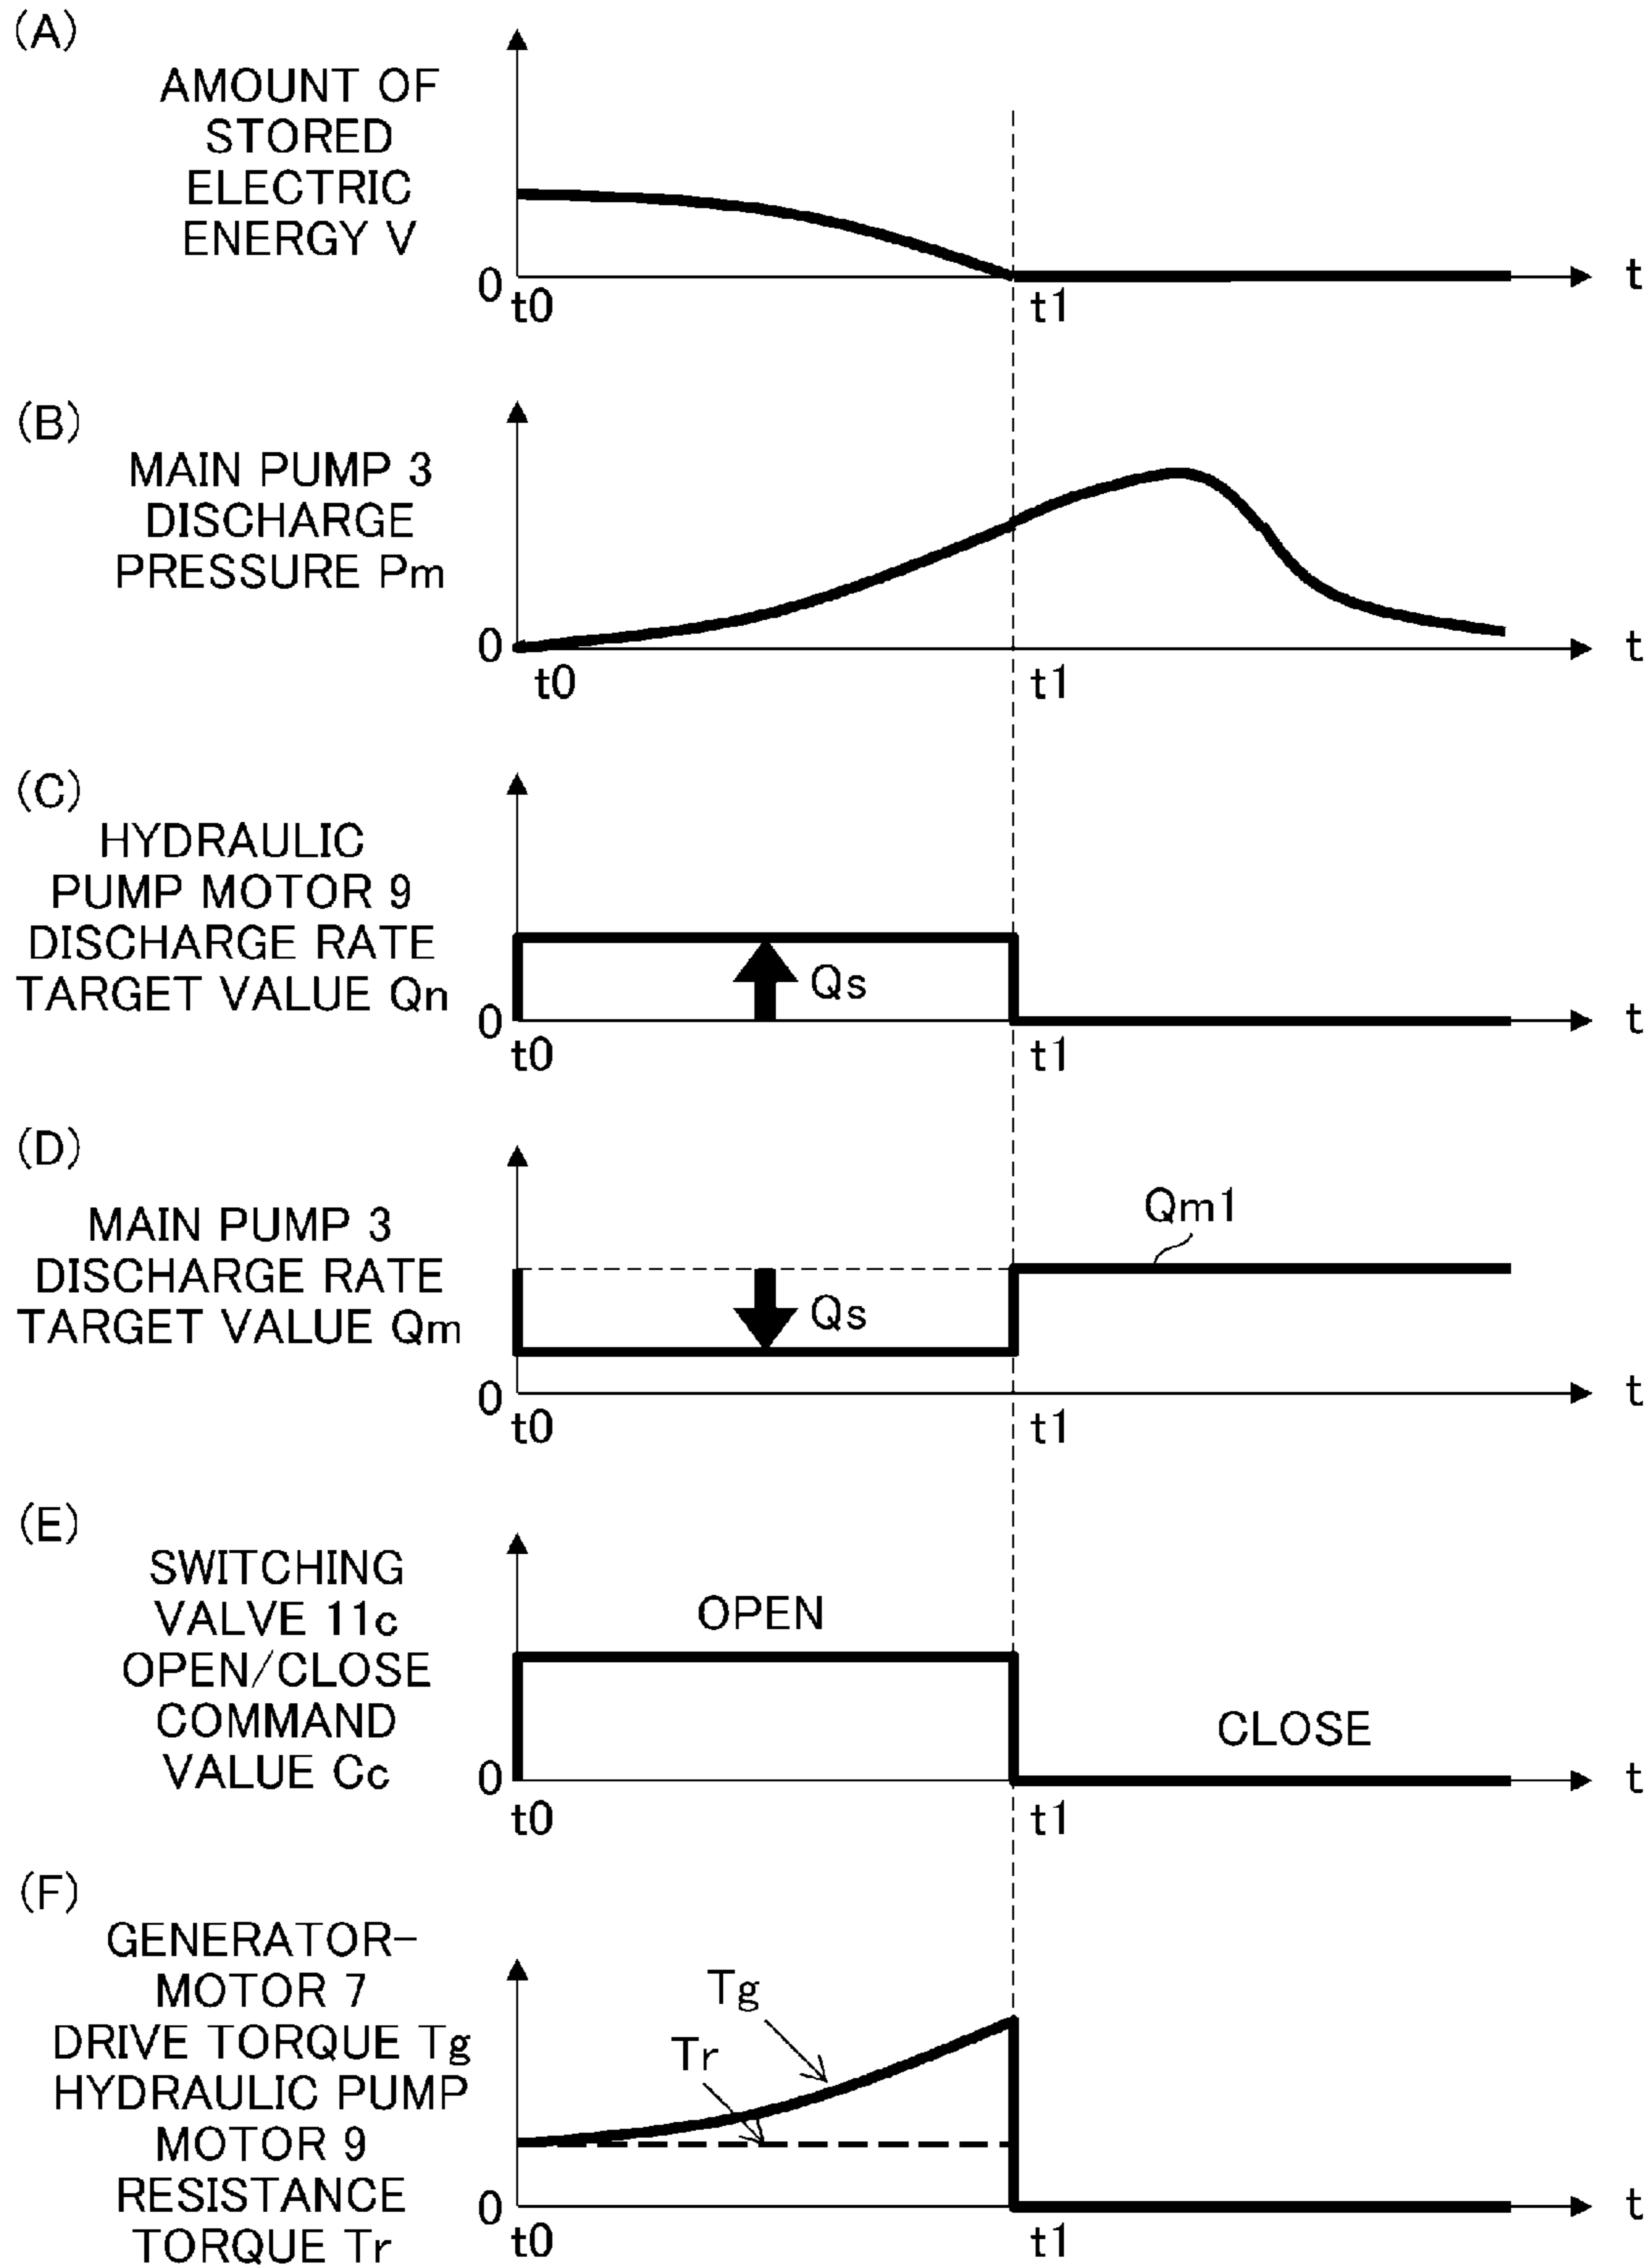 (A)
AMOUNT OF
STORED
ELECTRIC
ENERGY V
0
t0
t1
t
(B)
MAIN PUMP 3
DISCHARGE
PRESSURE Pm
0
t0
t1
t
(C)
HYDRAULIC
PUMP MOTOR 9
DISCHARGE RATE
TARGET VALUE Qn
Qs
0
t0
t1
t
(D)
MAIN PUMP 3
DISCHARGE RATE
TARGET VALUE Qm
Qm1
Qs
0
t0
t1
t
(E)
SWITCHING
VALVE 11c
OPEN/CLOSE
COMMAND
VALUE Cc
OPEN
CLOSE
0
t0
t1
t
(F)
GENERATOR-
MOTOR 7
DRIVE TORQUE Tg
HYDRAULIC PUMP
MOTOR 9
RESISTANCE
TORQUE Tr
Tg
Tr
0
t0
t1
t